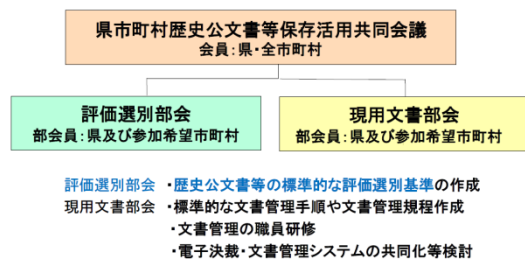 県市町村歴史公文書等保存活用共同会議
会員：県・全市町村
評価選別部会
部会員：県及び参加希望市町村
現用文書部会
部会員：県及び参加希望市町村
評価選別部会 ・歴史公文書等の標準的な評価選別基準の作成
現用文書部会 ・標準的な文書管理手順や文書管理規程作成
・文書管理の職員研修
・電子決裁・文書管理システムの共同化等検討